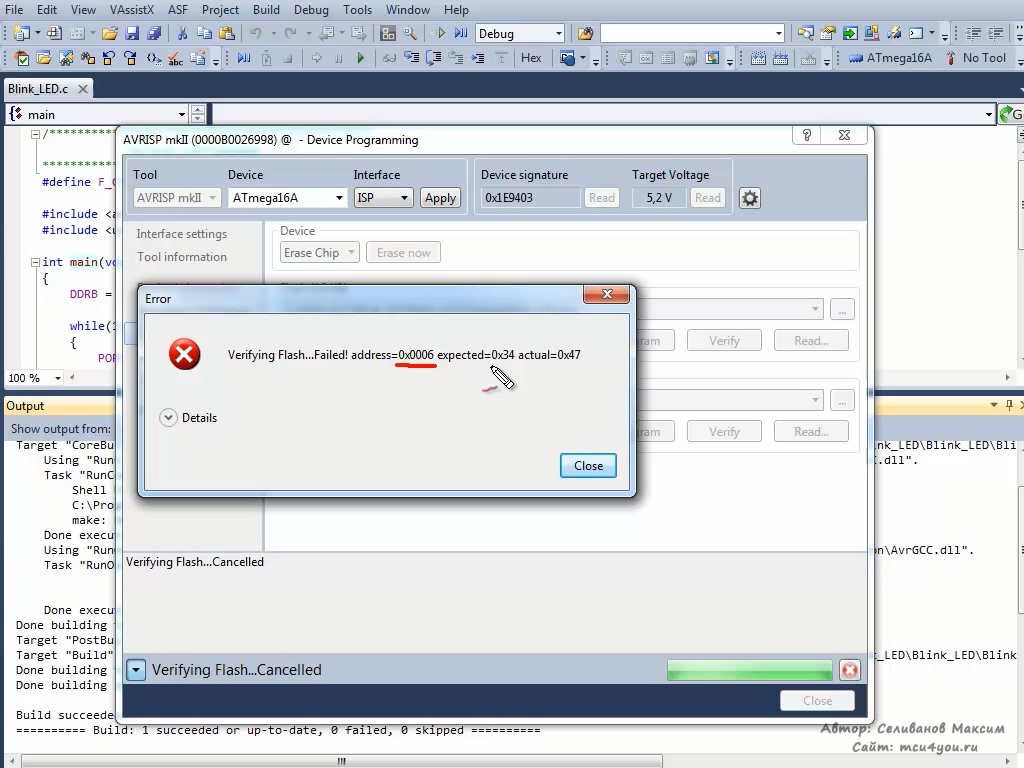 File Edit View VAssistX ASF Project Build Debug Tools Window Help
Debug
Hex ATmega16A No Tool
Blink_LED.c
main
AVRISP mkII (0000B0026998) @ - Device Programming
Tool Device Interface Device signature Target Voltage
AVRISP mkII ATmega16A ISP Apply 0x1E9403 Read 5,2 V Read
Interface settings
Tool information
Device
Erase Chip Erase now
#define
#include
#include
int main(
{
DDRB =
while(
{
100 %
Error
Verifying Flash...Failed! address=0x0006 expected=0x34 actual=0x47
Details
Close
... 
Verify Read...
...
Verify Read...
Output
Show output from:
Target "CoreBu
Using "Run
Task "RunC
Shell
C:\Pro
make:
Done execu
Using "Run
Task "RunO
Done execu
Done building
Target "PostBu
Target "Build"
Done building
Done building
Build succeede
========== Build: 1 succeeded or up-to-date, 0 failed, 0 skipped ==========
nk_LED\Blink_LED\Bli
C.dll".
on\AvrGCC.dll".
_LED\Blink_LED\Blink
Verifying Flash...Cancelled
Verifying Flash...Cancelled
Close
Автор: Селиванов Максим
Сайт: mcu4you.ru